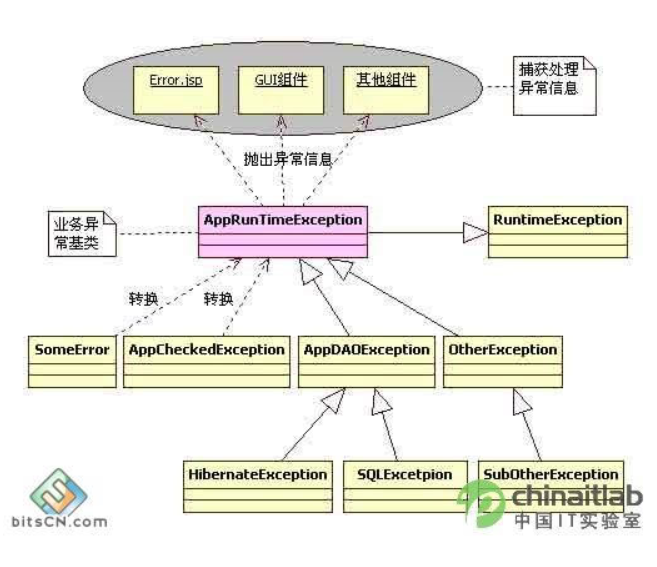 Error.jsp
GUI组件
其他组件
捕获处理
异常信息
抛出异常信息
业务异
常基类
AppRunTimeException
RuntimeException
转换
转换
SomeError
AppCheckedException
AppDAOException
OtherException
HibernateException
SQLExcetpion
SubOtherException
bitsCN.com
chinaitlab
中国IT实验室